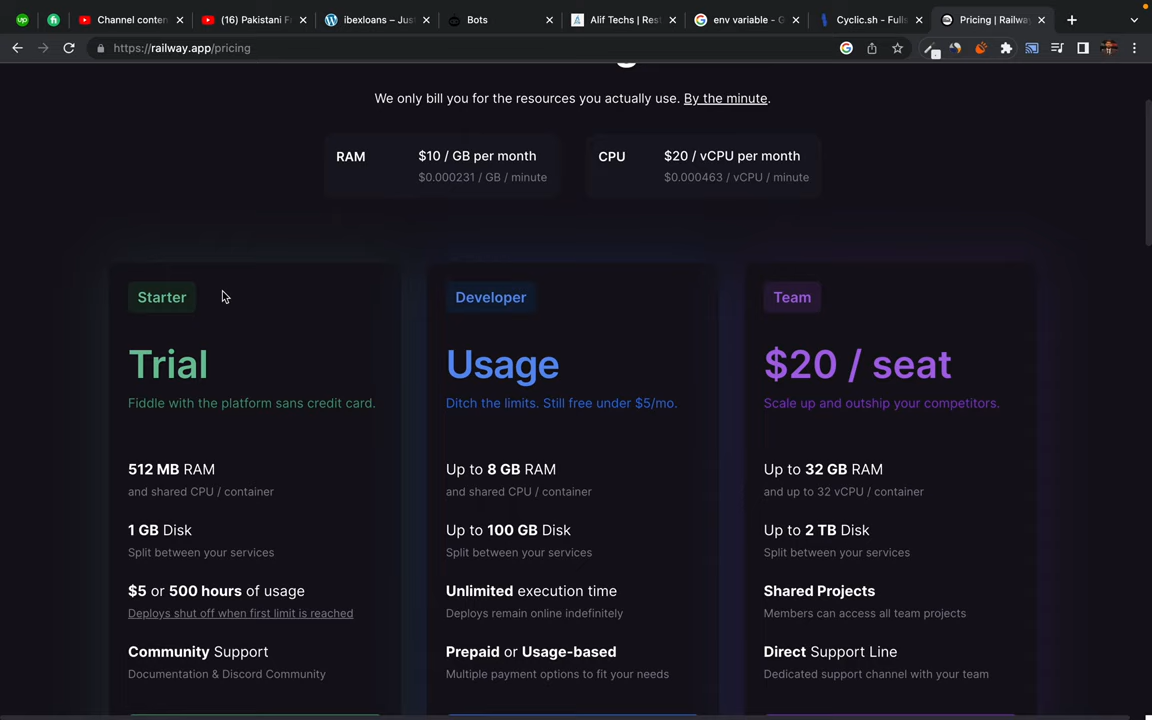 Channel conten
(16) Pakistani F
ibexloans – Just
Bots
Alif Techs | Rest
env variable - G
Cyclic.sh - Fulls
Pricing | Railway
https://railway.app/pricing
We only bill you for the resources you actually use. By the minute.
RAM
$10 / GB per month
$0.000231 / GB / minute
CPU
$20 / vCPU per month
$0.000463 / vCPU / minute
Starter
Trial
Fiddle with the platform sans credit card.
512 MB RAM
and shared CPU / container
1 GB Disk
Split between your services
$5 or 500 hours of usage
Deploys shut off when first limit is reached
Community Support
Documentation & Discord Community
Developer
Usage
Ditch the limits. Still free under $5/mo.
Up to 8 GB RAM
and shared CPU / container
Up to 100 GB Disk
Split between your services
Unlimited execution time
Deploys remain online indefinitely
Prepaid or Usage-based
Multiple payment options to fit your needs
Team
$20 / seat
Scale up and outship your competitors.
Up to 32 GB RAM
and up to 32 vCPU / container
Up to 2 TB Disk
Split between your services
Shared Projects
Members can access all team projects
Direct Support Line
Dedicated support channel with your team